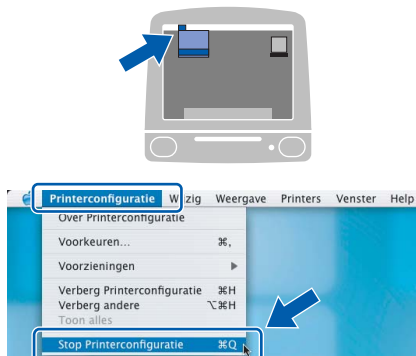 Printerconfiguratie Wijzig Weergave Printers Venster Help
Over Printerconfiguratie
Voorkeuren... ⌘,
Voorzieningen ▶
Verberg Printerconfiguratie ⌘H
Verberg andere ⌥⌘H
Toon alles
Stop Printerconfiguratie ⌘Q